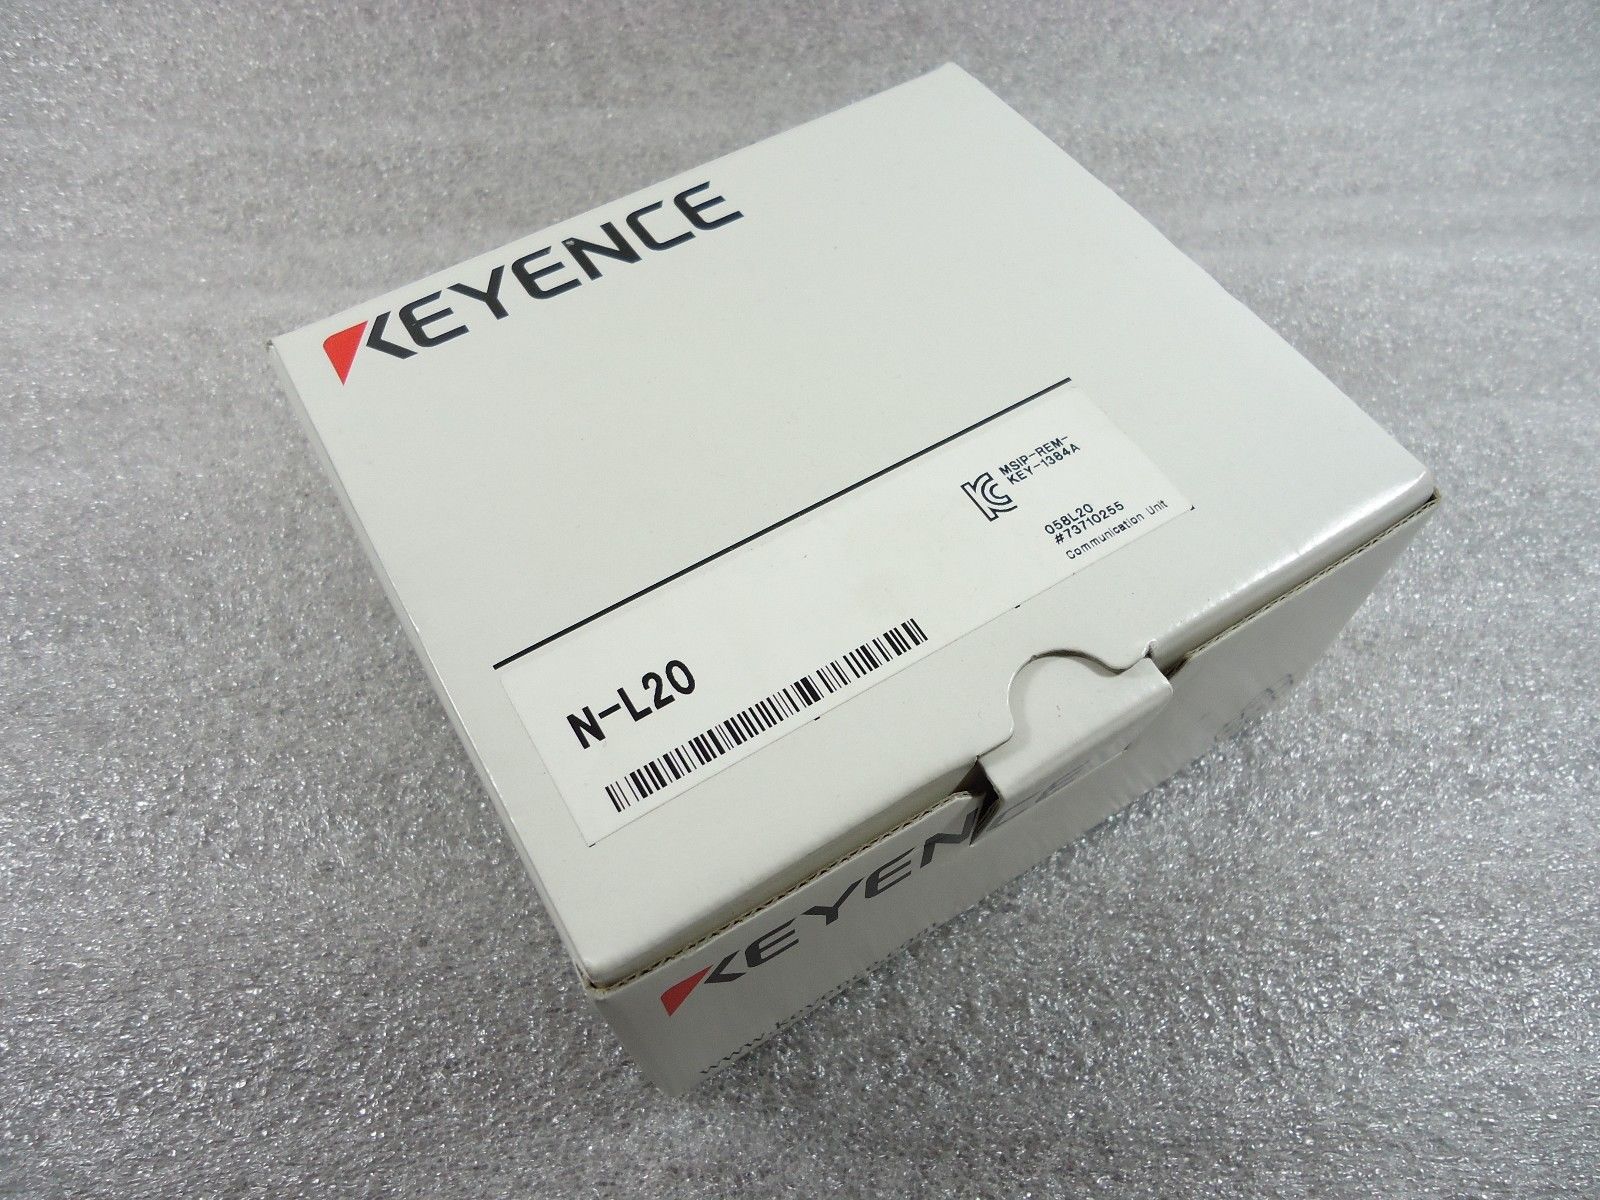 KEYENCE
MSIP-REM-
KEY-1384A
058L20
#73710255
Communication Unit
N-L20
KEYENCE